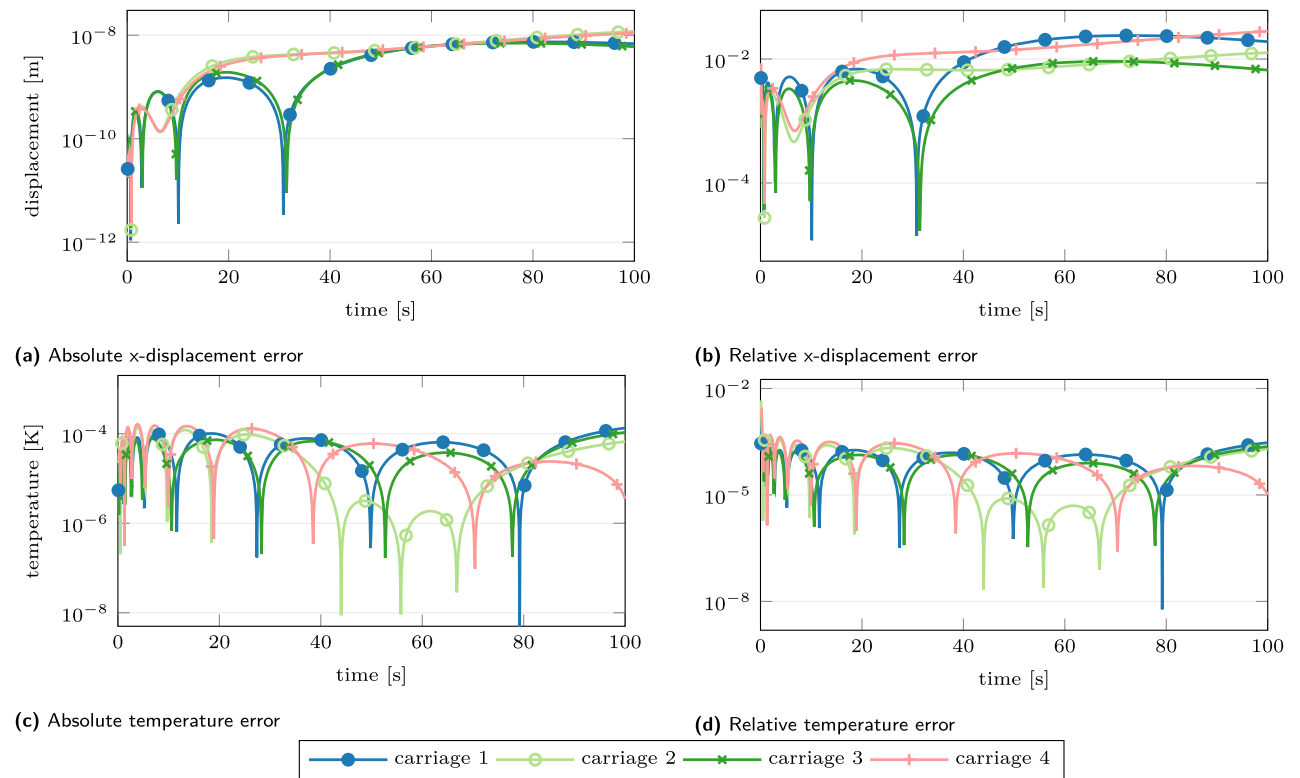 displacement [m]
10⁻⁸
10⁻¹⁰
10⁻¹²
0 20 40 60 80 100
time [s]
(a) Absolute x-displacement error
10⁻²
10⁻⁴
0 20 40 60 80 100
time [s]
(b) Relative x-displacement error
temperature [K]
10⁻⁴
10⁻⁶
10⁻⁸
0 20 40 60 80 100
time [s]
(c) Absolute temperature error
10⁻²
10⁻⁵
10⁻⁸
0 20 40 60 80 100
time [s]
(d) Relative temperature error
carriage 1 carriage 2 carriage 3 carriage 4